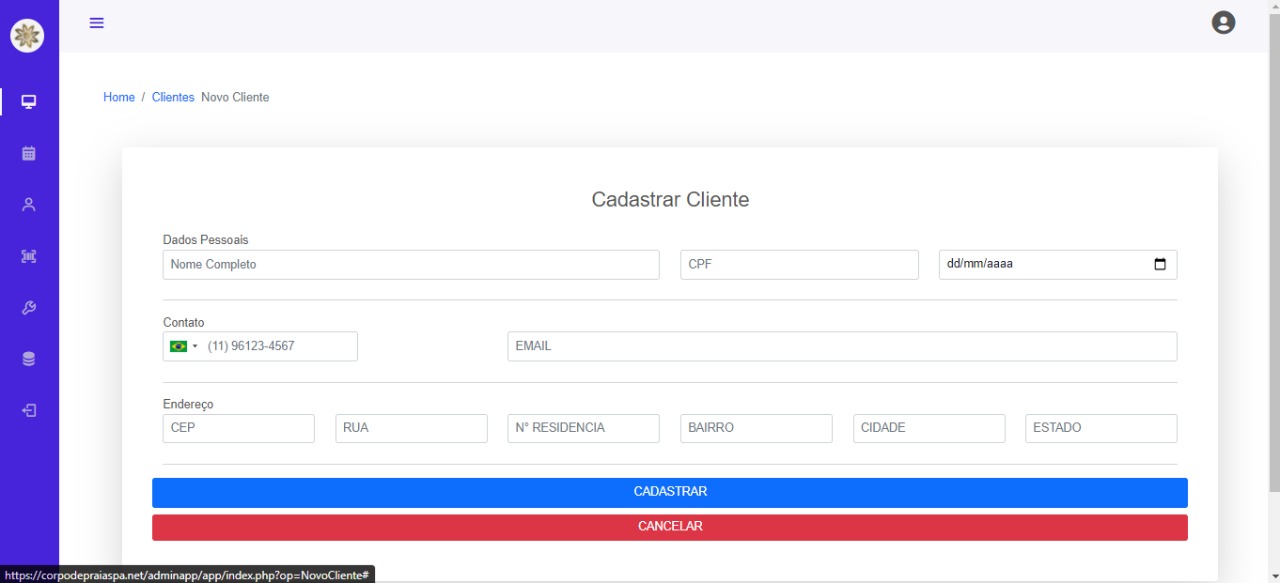 Home / Clientes Novo Cliente
Cadastrar Cliente
Dados Pessoais
Nome Completo CPF dd/mm/aaaa
Contato
(11) 96123-4567 EMAIL
Endereço
CEP RUA N° RESIDENCIA BAIRRO CIDADE ESTADO
CADASTRAR
CANCELAR
https://corpodepraiaspa.net/adminapp/app/index.php?op=NovoCliente#